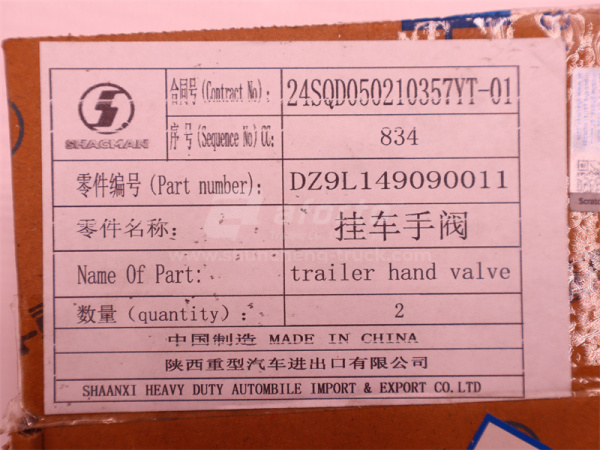 SHACMAN
合同号(Contract No): 24SQD050210357YT-01
序号(Sequence No)CC: 834
零件编号(Part number): DZ9L149090011
零件名称: 挂车手阀
Name Of Part: trailer hand valve
数量(quantity): 2
中国制造 MADE IN CHINA
陕西重型汽车进出口有限公司
SHAANXI HEAVY DUTY AUTOMBILE IMPORT & EXPORT CO.LTD
Scratc